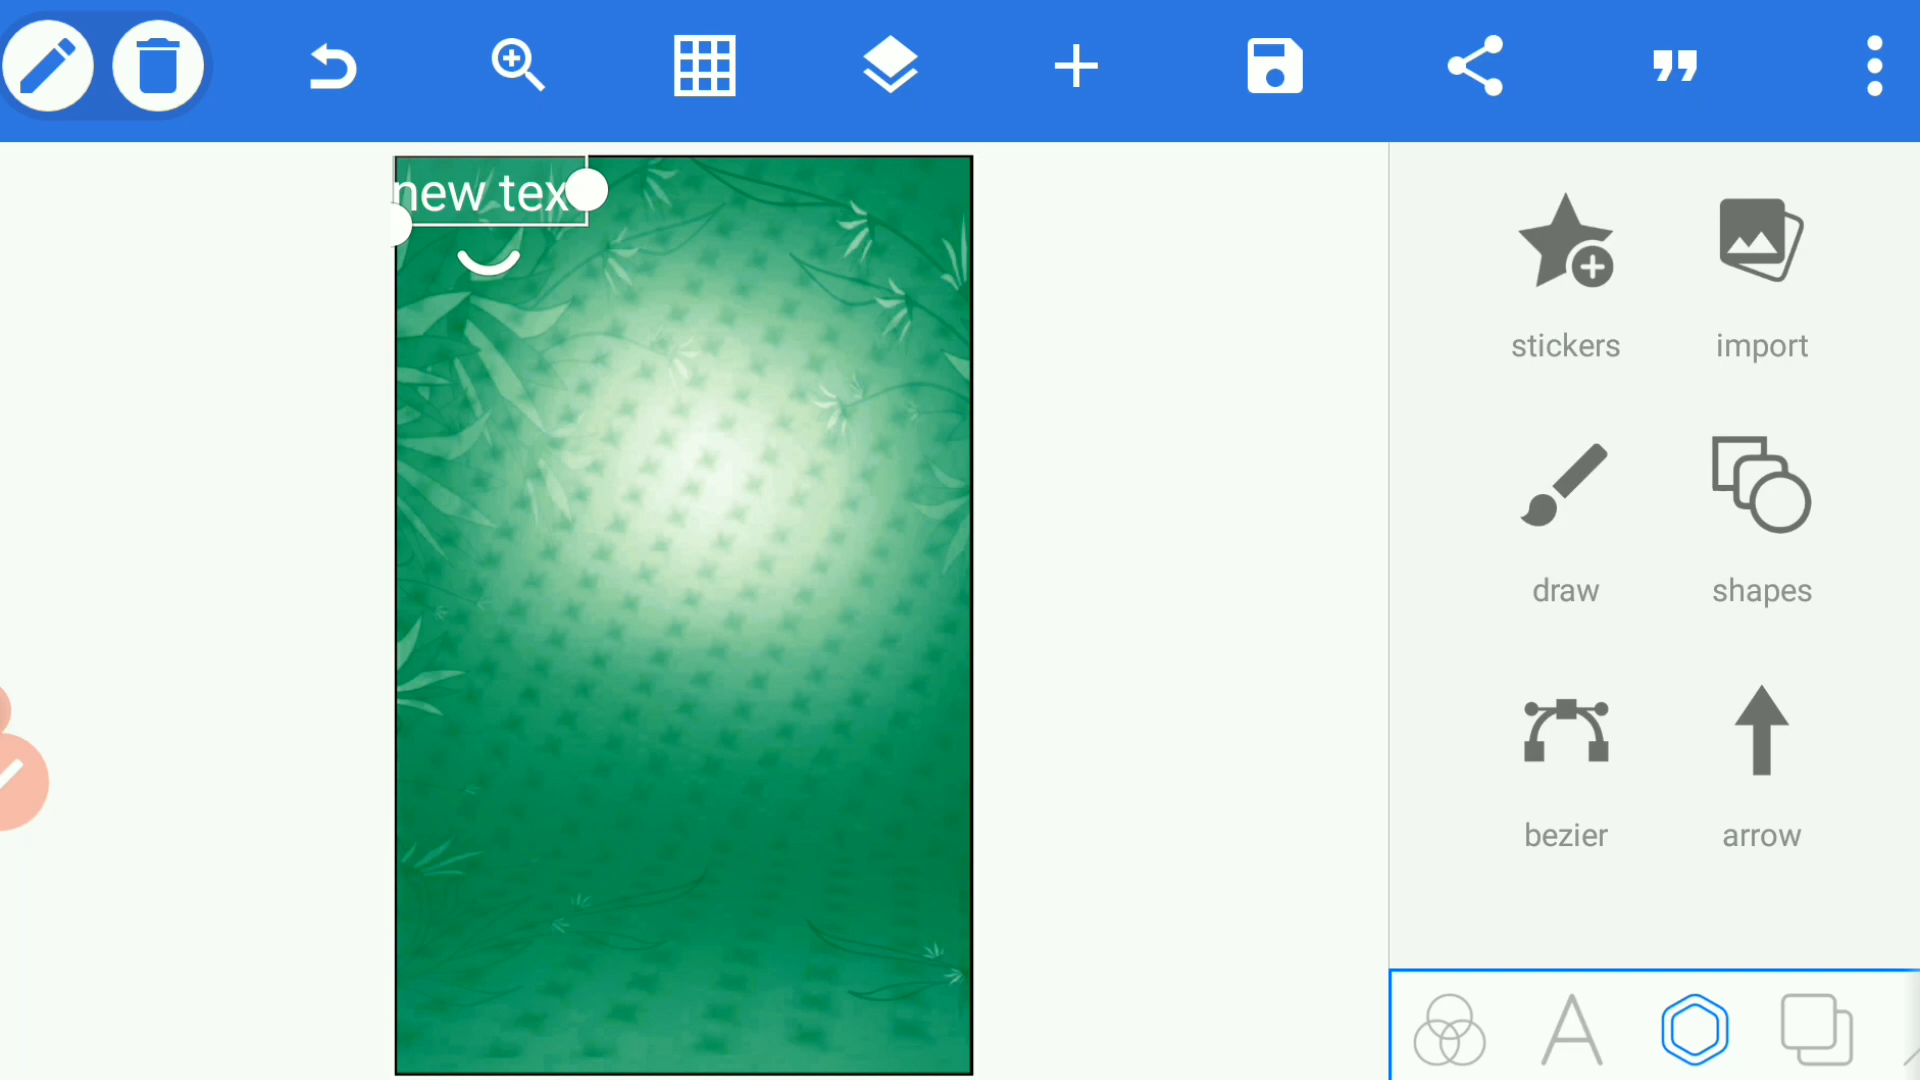 new tex
stickers
import
draw
shapes
bezier
arrow